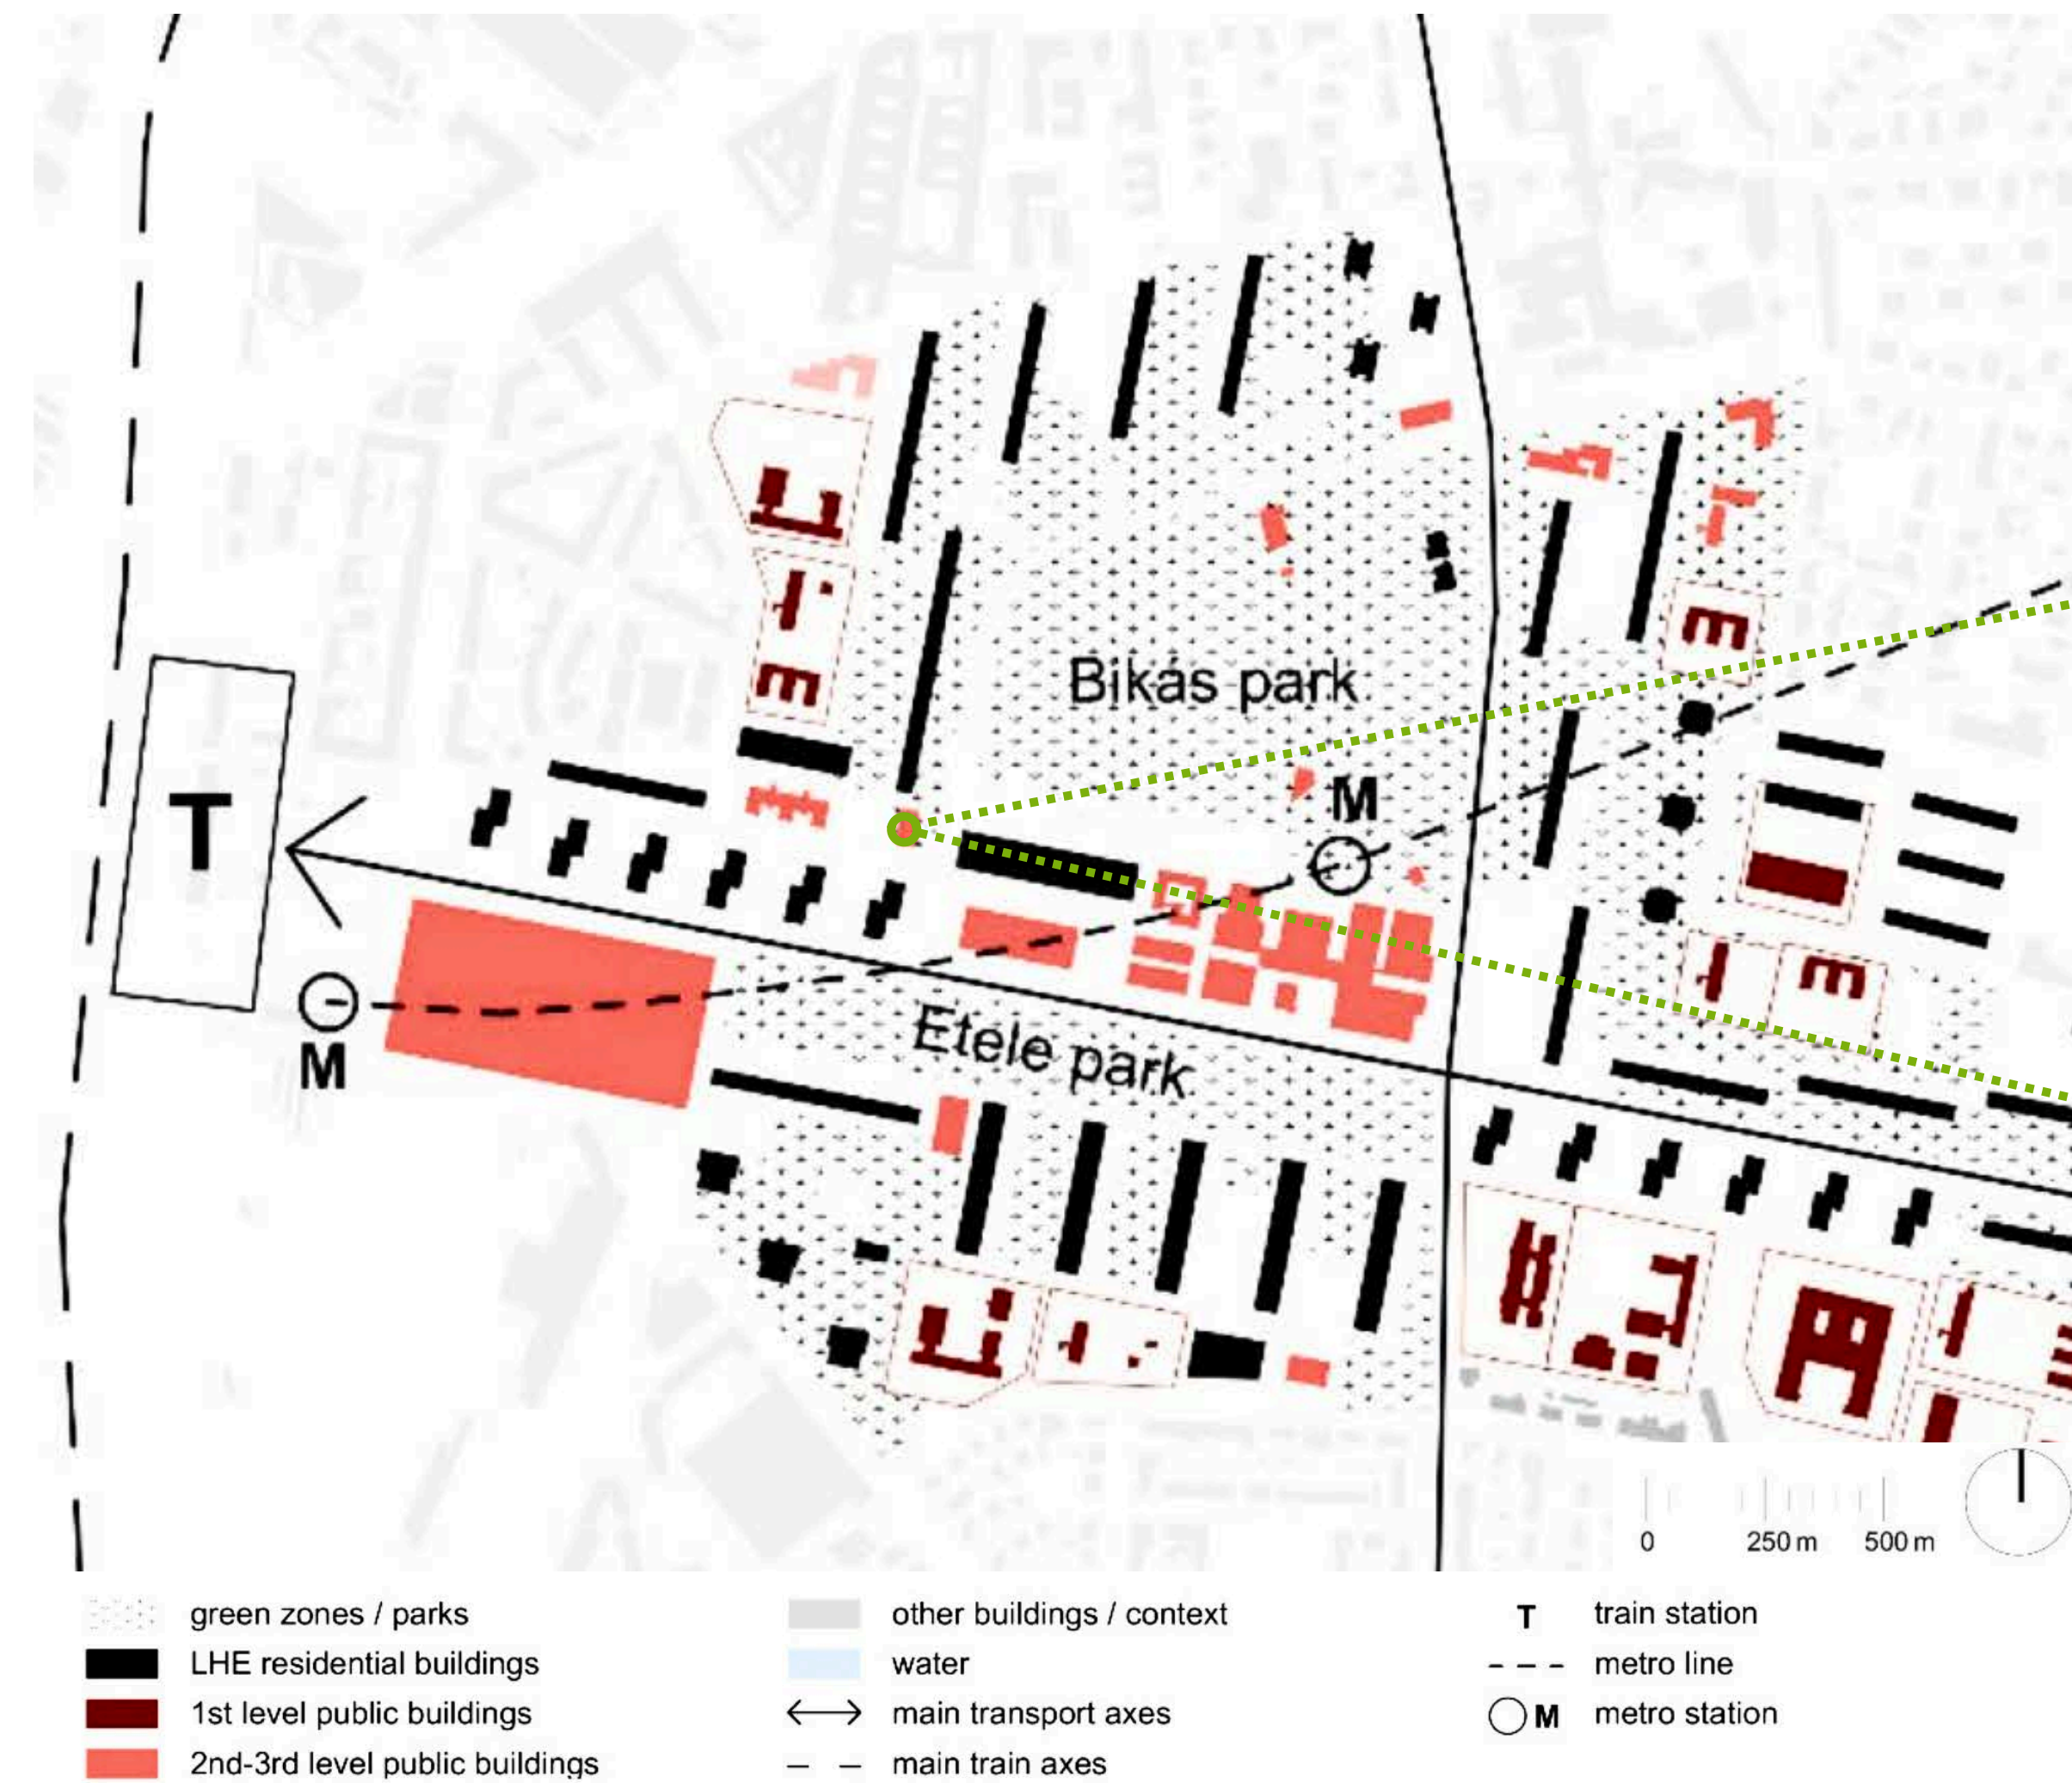 Bikás park
M
T
M
Etele park
0 250 m 500 m
green zones / parks
LHE residential buildings
1st level public buildings
2nd-3rd level public buildings
other buildings / context
water
main transport axes
main train axes
T train station
metro line
M metro station